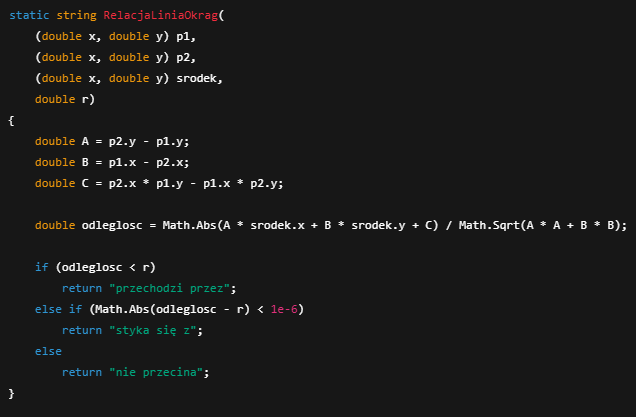 static string RelacjaLiniaOkrag(
    (double x, double y) p1,
    (double x, double y) p2,
    (double x, double y) srodek,
    double r)
{
    double A = p2.y - p1.y;
    double B = p1.x - p2.x;
    double C = p2.x * p1.y - p1.x * p2.y;

    double odleglosc = Math.Abs(A * srodek.x + B * srodek.y + C) / Math.Sqrt(A * A + B * B);

    if (odleglosc < r)
        return "przechodzi przez";
    else if (Math.Abs(odleglosc - r) < 1e-6)
        return "styka się z";
    else
        return "nie przecina";
}